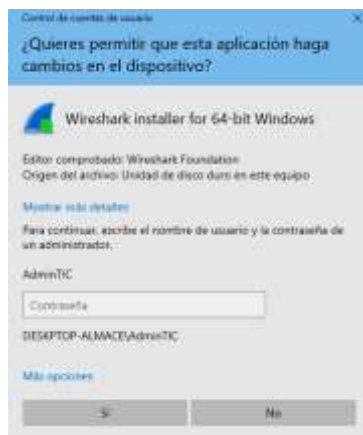 Control de cuentas de usuario
¿Quieres permitir que esta aplicación haga
cambios en el dispositivo?
Wireshark installer for 64-bit Windows
Editor comprobado: Wireshark Foundation
Origen del archivo: Unidad de disco duro en este equipo
Mostrar más detalles
Para continuar, escribe el nombre de usuario y la contraseña de
un administrador.
AdminTIC
Contraseña
DESKPTOP-ALMACE\AdminTIC
Más opciones
Sí
No